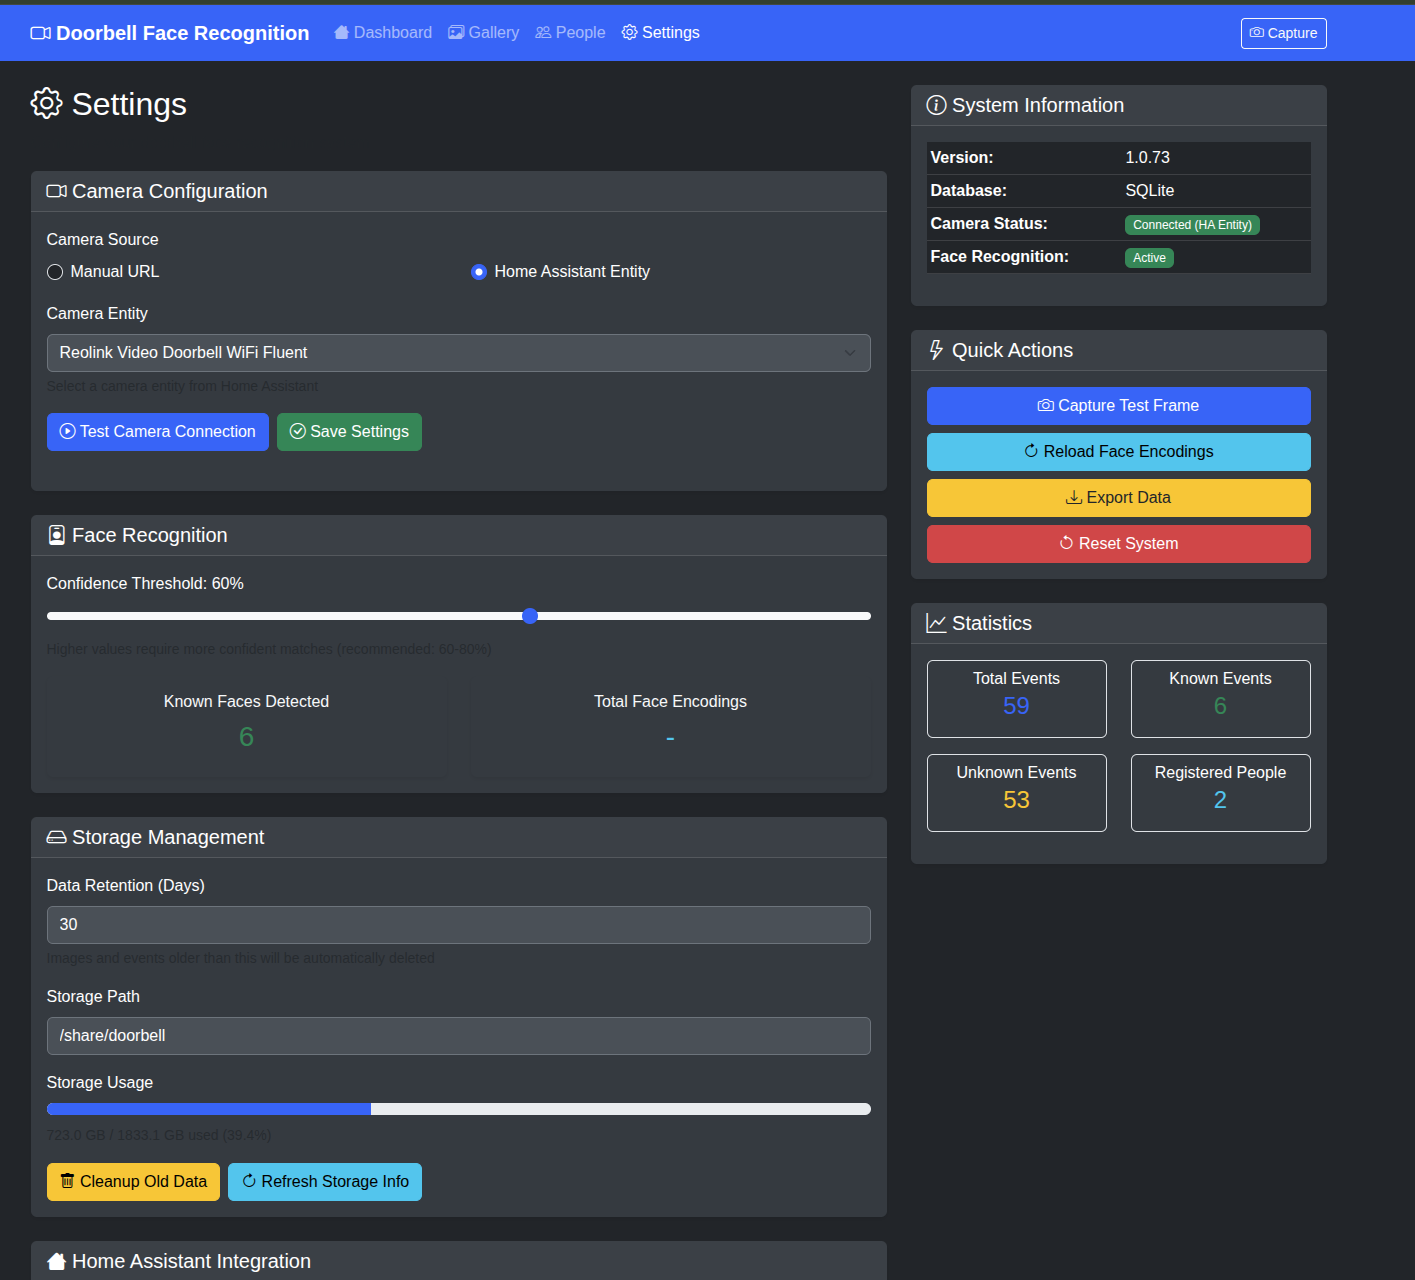 Doorbell Face Recognition Dashboard Gallery People Settings Capture
Settings
Camera Configuration
Camera Source
Manual URL Home Assistant Entity
Camera Entity
Reolink Video Doorbell WiFi Fluent
Select a camera entity from Home Assistant
Test Camera Connection Save Settings
Face Recognition
Confidence Threshold: 60%
Higher values require more confident matches (recommended: 60-80%)
Known Faces Detected Total Face Encodings
6 -
Storage Management
Data Retention (Days)
30
Images and events older than this will be automatically deleted
Storage Path
/share/doorbell
Storage Usage
723.0 GB / 1833.1 GB used (39.4%)
Cleanup Old Data Refresh Storage Info
Home Assistant Integration
System Information
Version: 1.0.73
Database: SQLite
Camera Status: Connected (HA Entity)
Face Recognition: Active
Quick Actions
Capture Test Frame
Reload Face Encodings
Export Data
Reset System
Statistics
Total Events Known Events
59 6
Unknown Events Registered People
53 2